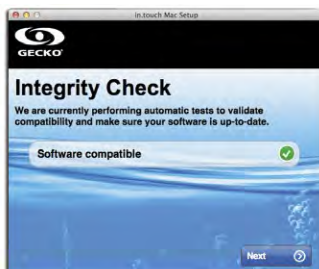 in.touch Mac Setup
GECKO
Integrity Check
We are currently performing automatic tests to validate
compatibility and make sure your software is up-to-date.
Software compatible
Next